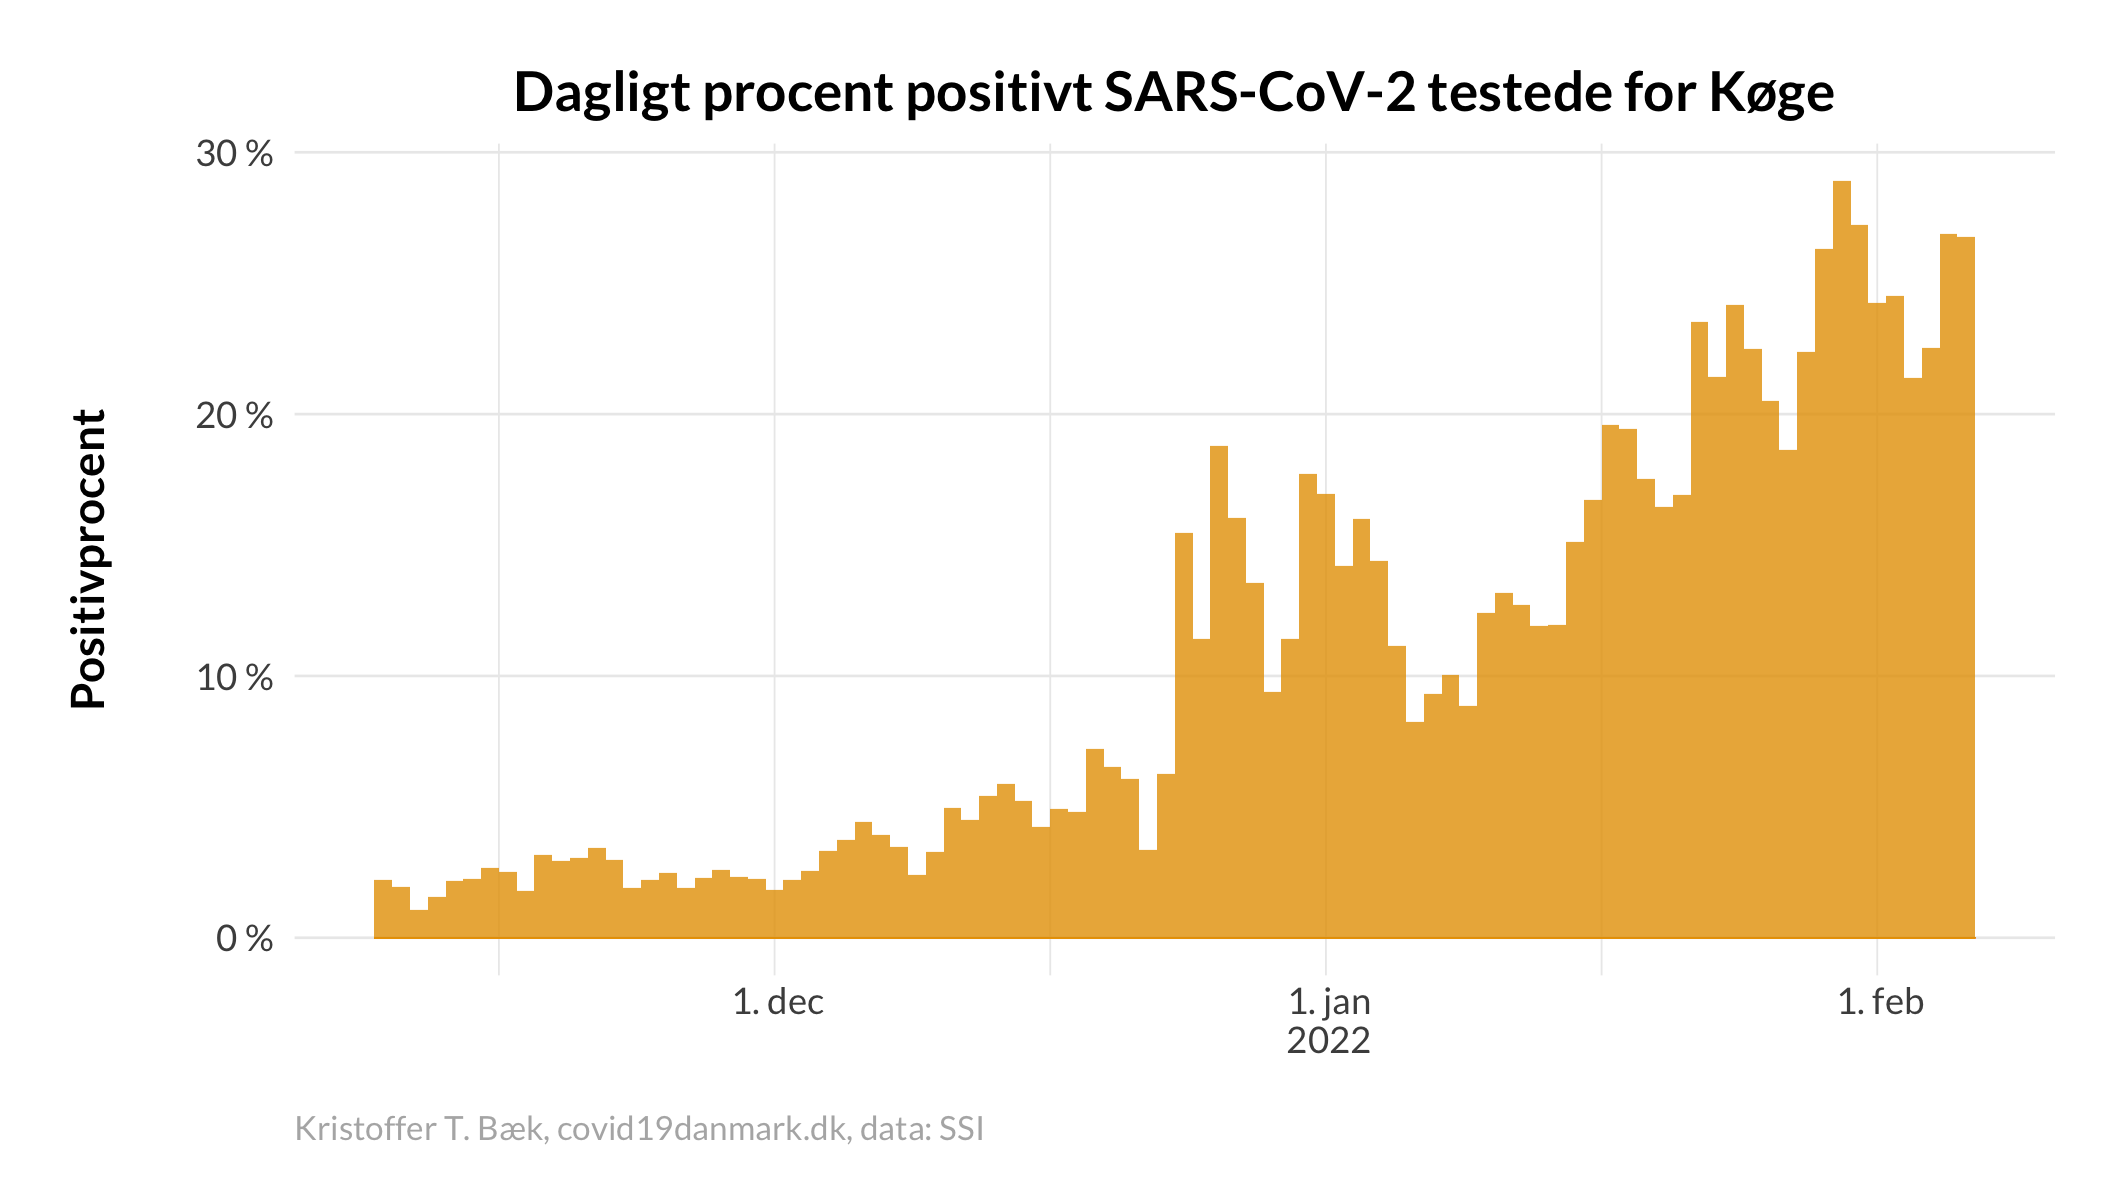 Dagligt procent positivt SARS-CoV-2 testede for Køge
Positivprocent
30 %
20 %
10 %
0 %
1. dec
1. jan
2022
1. feb
Kristoffer T. Bæk, covid19danmark.dk, data: SSI